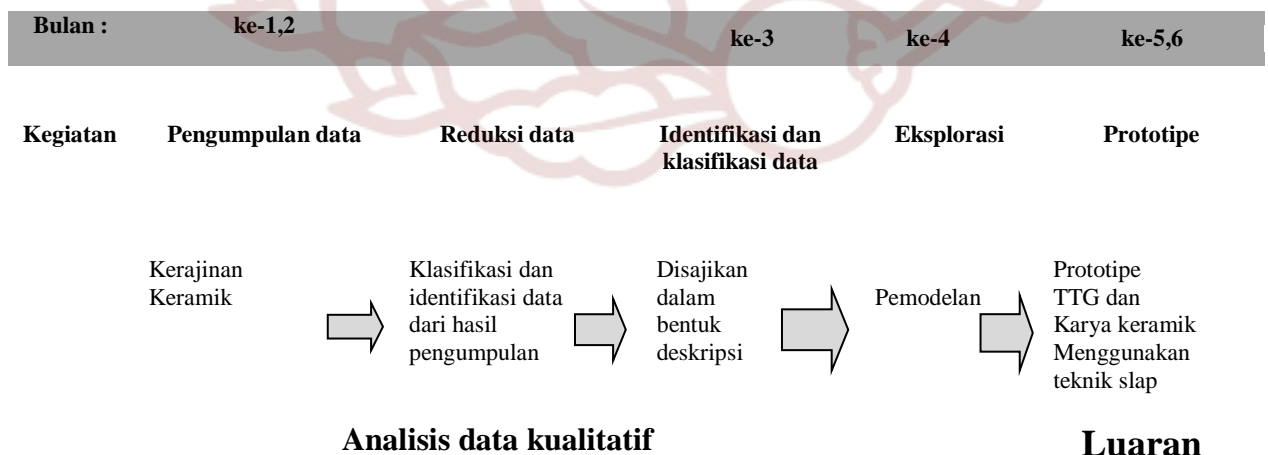 Bulan : ke-1,2 ke-3 ke-4 ke-5,6
Kegiatan Pengumpulan data Reduksi data Identifikasi dan Eksplorasi Prototipe
klasifikasi data
Kerajinan
Keramik
Klasifikasi dan
identifikasi data
dari hasil
pengumpulan
Disajikan
dalam
bentuk
deskripsi
Pemodelan
Prototipe
TTG dan
Karya keramik
Menggunakan
teknik slap
Analisis data kualitatif
Luaran